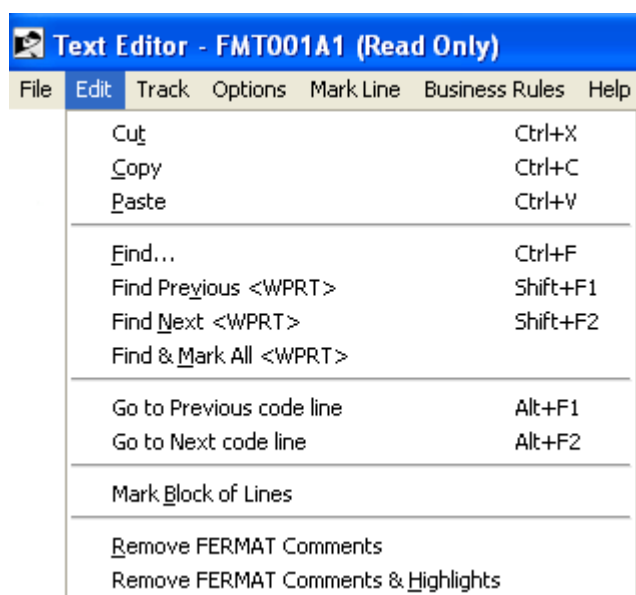 Text Editor - FMT001A1 (Read Only)
File Edit Track Options Mark Line Business Rules Help
Cut Ctrl+X
Copy Ctrl+C
Paste Ctrl+V
Find... Ctrl+F
Find Previous <WPRT> Shift+F1
Find Next <WPRT> Shift+F2
Find & Mark All <WPRT>
Go to Previous code line Alt+F1
Go to Next code line Alt+F2
Mark Block of Lines
Remove FERMAT Comments
Remove FERMAT Comments & Highlights